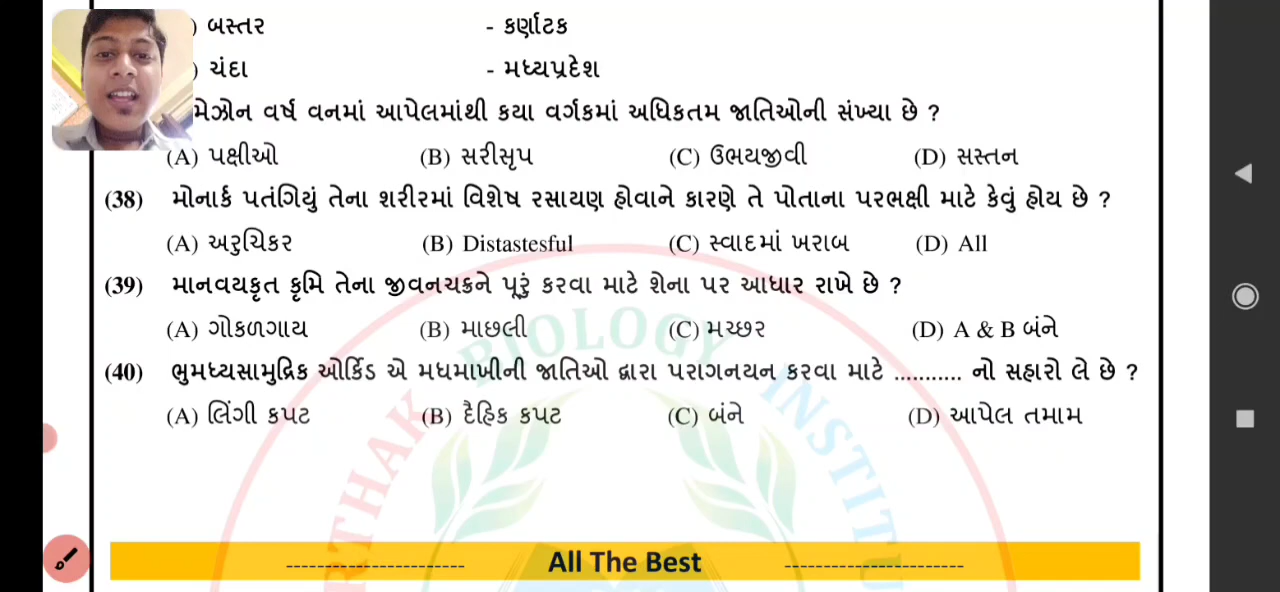 ) બસ્તર - કર્ણાટક
) ચંદા - મધ્યપ્રદેશ
મેઝોન વર્ષા વનમાં આપેલમાંથી કયા વર્ગકમાં અધિકતમ જાતિઓની સંખ્યા છે ?
(A) પક્ષીઓ (B) સરીસૃપ (C) ઉભયજીવી (D) સસ્તન
(38) મોનાર્ક પતંગિયું તેના શરીરમાં વિશેષ રસાયણ હોવાને કારણે તે પોતાના પરભક્ષી માટે કેવું હોય છે ?
(A) અરુચિકર (B) Distastesful (C) સ્વાદમાં ખરાબ (D) All
(39) માનવયકૃત કૃમિ તેના જીવનચક્રને પૂરું કરવા માટે શેના પર આધાર રાખે છે ?
(A) ગોકળગાય (B) માછલી (C) મચ્છર (D) A & B બંને
(40) ભુમધ્યસામુદ્રિક ઓર્કિડ એ મધમાખીની જાતિઓ દ્વારા પરાગનયન કરવા માટે ........... નો સહારો લે છે ?
(A) લિંગી કપટ (B) દૈહિક કપટ (C) બંને (D) આપેલ તમામ
RTHAK BIOLOGY INSTITU
----------------------- All The Best -----------------------